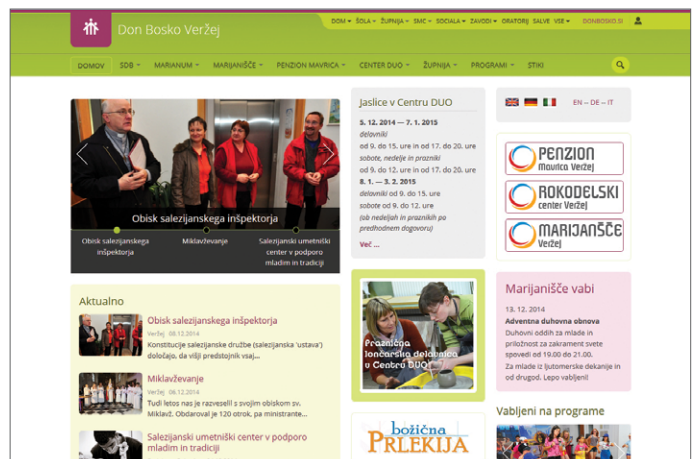 DOM ŠOLA ŽUPNIJA SMC SOCIALA ZAVODI ORATORIJ SALVE VSE DONBOSKO.SI
Don Bosko Veržej
DOMOV SDB MARIANUM MARIJANIŠČE PENZION MAVRICA CENTER DUO ŽUPNIJA PROGRAMI STIKI
Obisk salezijanskega inšpektorja
Obisk salezijanskega
inšpektorja
Miklavževanje
Salezijanski umetniški
center v podporo
mladim in tradiciji
Aktualno
Obisk salezijanskega inšpektorja
Veržej 08.12.2014
Konstitucije salezijanske družbe (salezijanska 'ustava')
določajo, da višji predstojnik vsaj...
Miklavževanje
Veržej 06.12.2014
Tudi letos nas je razveselil s svojim obiskom sv.
Miklavž. Obdaroval je 120 otrok, pa ministrante...
Salezijanski umetniški center v podporo
mladim in tradiciji
Jaslice v Centru DUO
5. 12. 2014 — 7. 1. 2015
delavniki
od 9. do 15. ure in od 17. do 20. ure
sobote, nedelje in prazniki
od 9. do 12. ure in od 17. do 20. ure
8. 1. — 3. 2. 2015
delavniki od 9. do 15. ure
sobote od 9. do 12. ure
(ob nedeljah in praznikih po
predhodnem dogovoru)
Več ...
Praznična
lončarska delavnica
v Centru DUO!
božična
PRLEKIJA
EN – DE – IT
PENZION
Mavrica Veržej
ROKODELSKI
center Veržej
MARIJANIŠČE
Veržej
Marijanišče vabi
13. 12. 2014
Adventna duhovna obnova
Duhovni oddih za mlade in
priložnost za zakrament svete
spovedi od 19.00 do 21.00.
Za mlade iz ljutomerske dekanije in
od drugod. Lepo vabljeni!
Vabljeni na programe